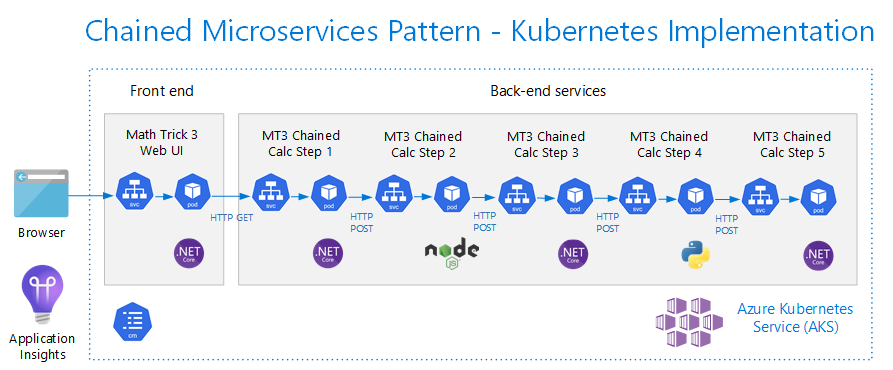 Chained Microservices Pattern - Kubernetes Implementation
Front end
Back-end services
Math Trick 3
Web UI
MT3 Chained
Calc Step 1
MT3 Chained
Calc Step 2
MT3 Chained
Calc Step 3
MT3 Chained
Calc Step 4
MT3 Chained
Calc Step 5
svc
pod
svc
pod
svc
pod
svc
pod
svc
pod
svc
pod
HTTP GET
HTTP
POST
HTTP
POST
HTTP
POST
HTTP
POST
Browser
.NET
Core
.NET
Core
node
JS
.NET
Core
.NET
Core
Application
Insights
cm
Azure Kubernetes
Service (AKS)